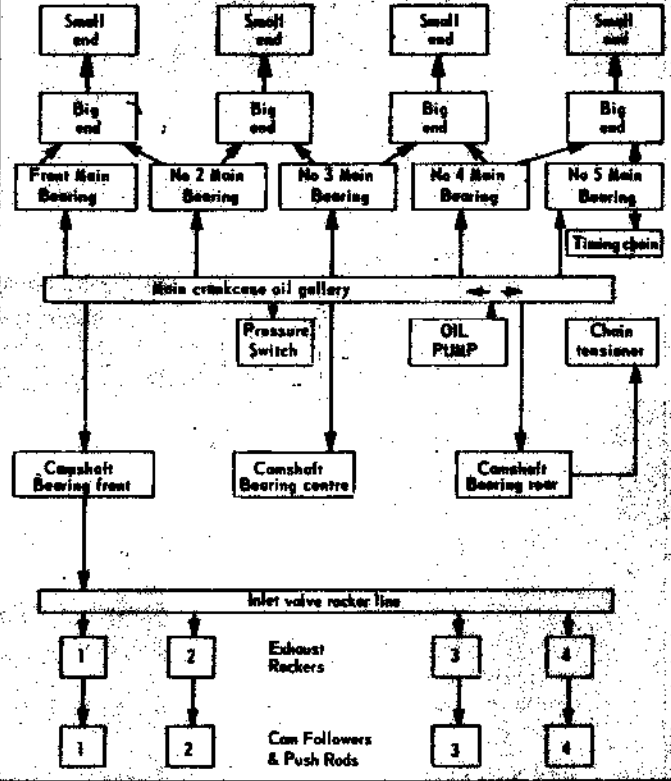 Small Small Small Small
end end end end
Big Big Big Big
end end end end
Front Main No 2 Main No 3 Main No 4 Main No 5 Main
Bearing Bearing Bearing Bearing Bearing
Timing chain
Main crankcase oil gallery
Pressure OIL Chain
Switch PUMP tensioner
Camshaft Camshaft Camshaft
Bearing front Bearing centre Bearing rear
Inlet valve rocker line
1 2 Exhaust 3 4
Rockers
1 2 Cam Followers 3 4
& Push Rods